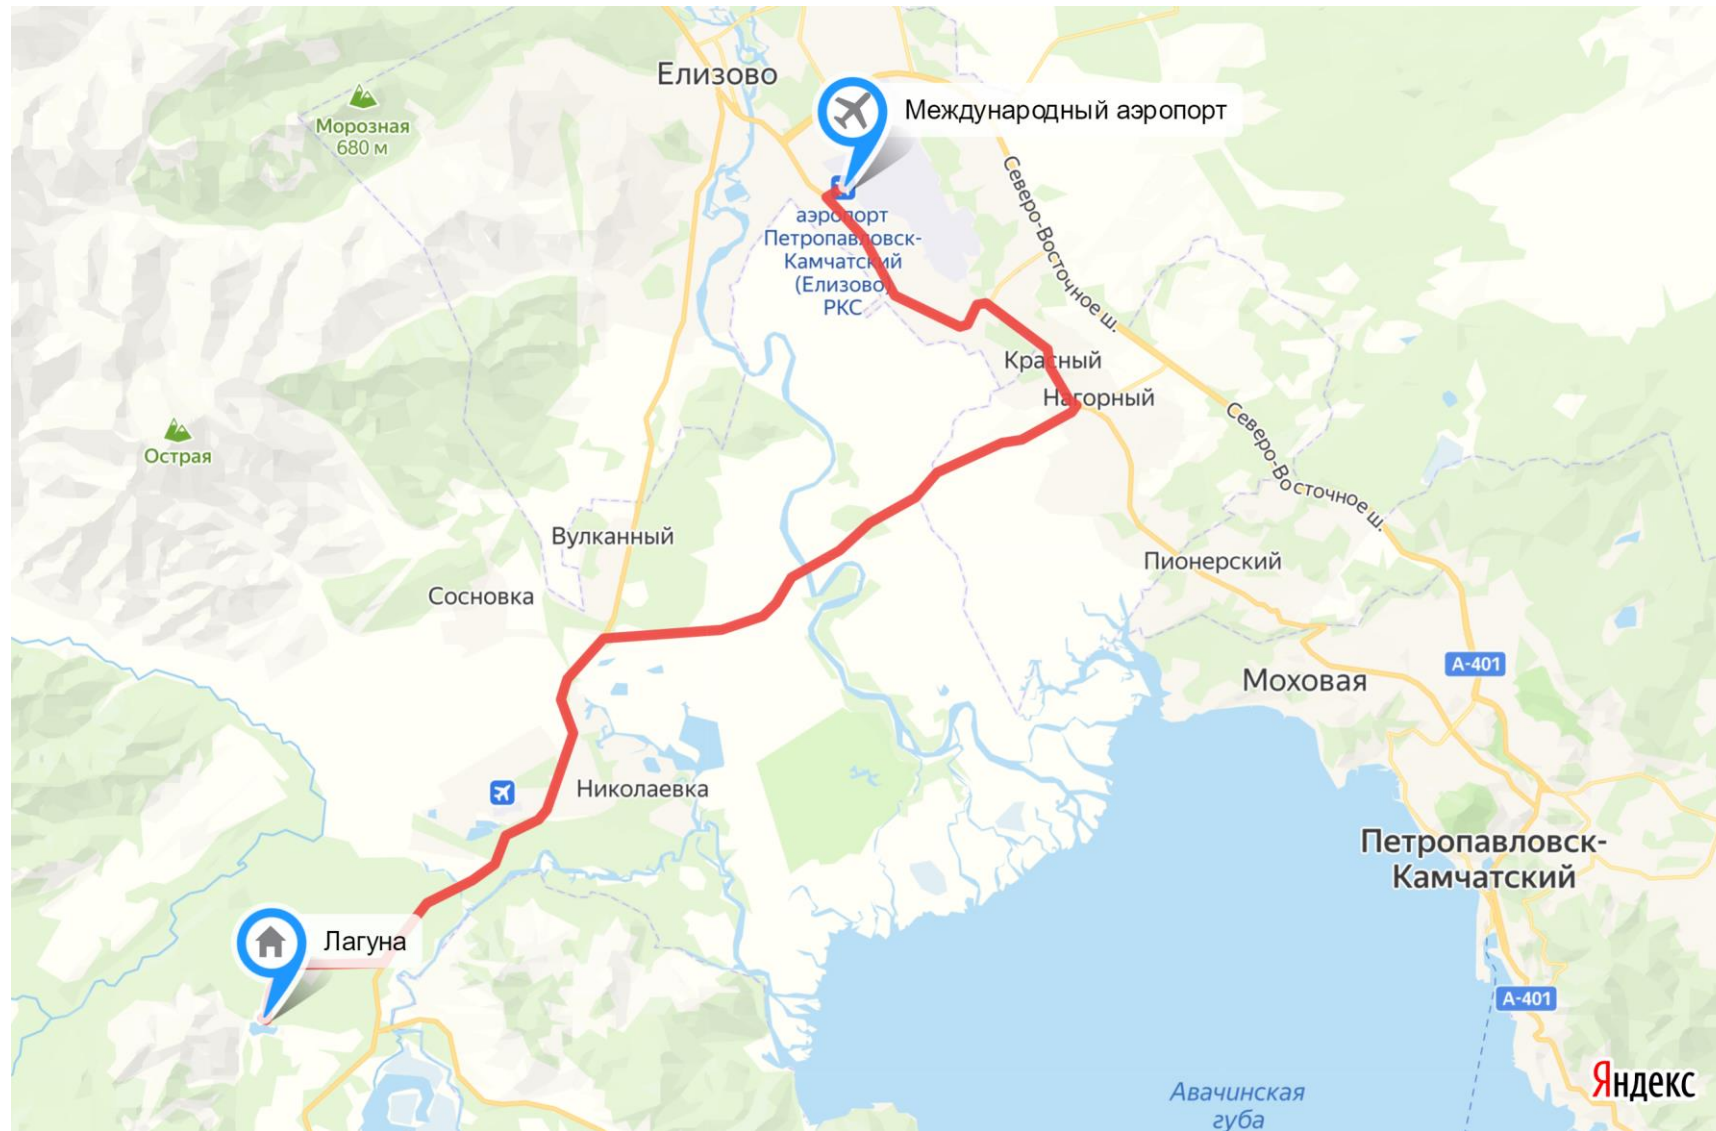 Елизово
Международный аэропорт
Морозная
680 м
Северо-Восточное ш.
аэропорт
Петропавловск-
Камчатский
(Елизово)
РКС
Красный
Нагорный
Северо-Восточное ш.
Острая
Вулканный
Пионерский
Сосновка
А-401
Моховая
Николаевка
Петропавловск-
Камчатский
Лагуна
А-401
Яндекс
Авачинская
губа